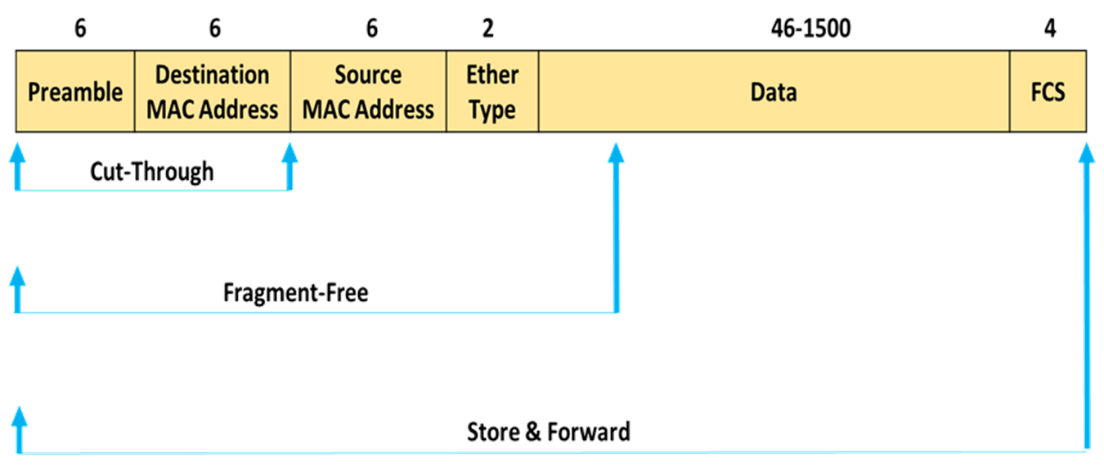 6 6 6 2 46-1500 4
Preamble
Destination
MAC Address
Source
MAC Address
Ether
Type
Data
FCS
Cut-Through
Fragment-Free
Store & Forward